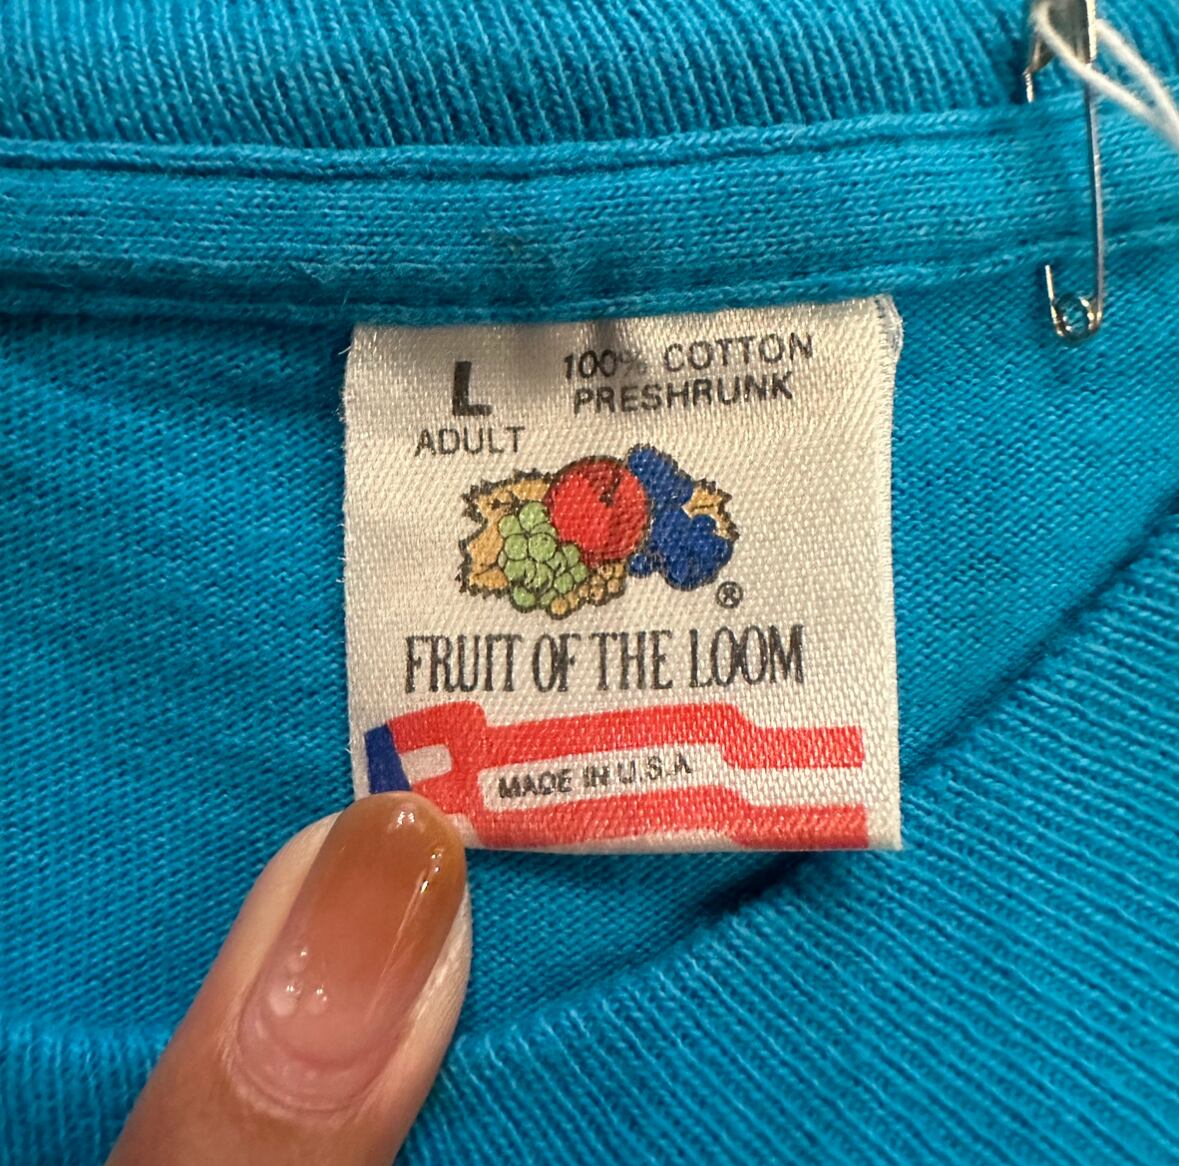 L
ADULT
100% COTTON
PRESHRUNK
®
FRUIT OF THE LOOM
MADE IN U.S.A